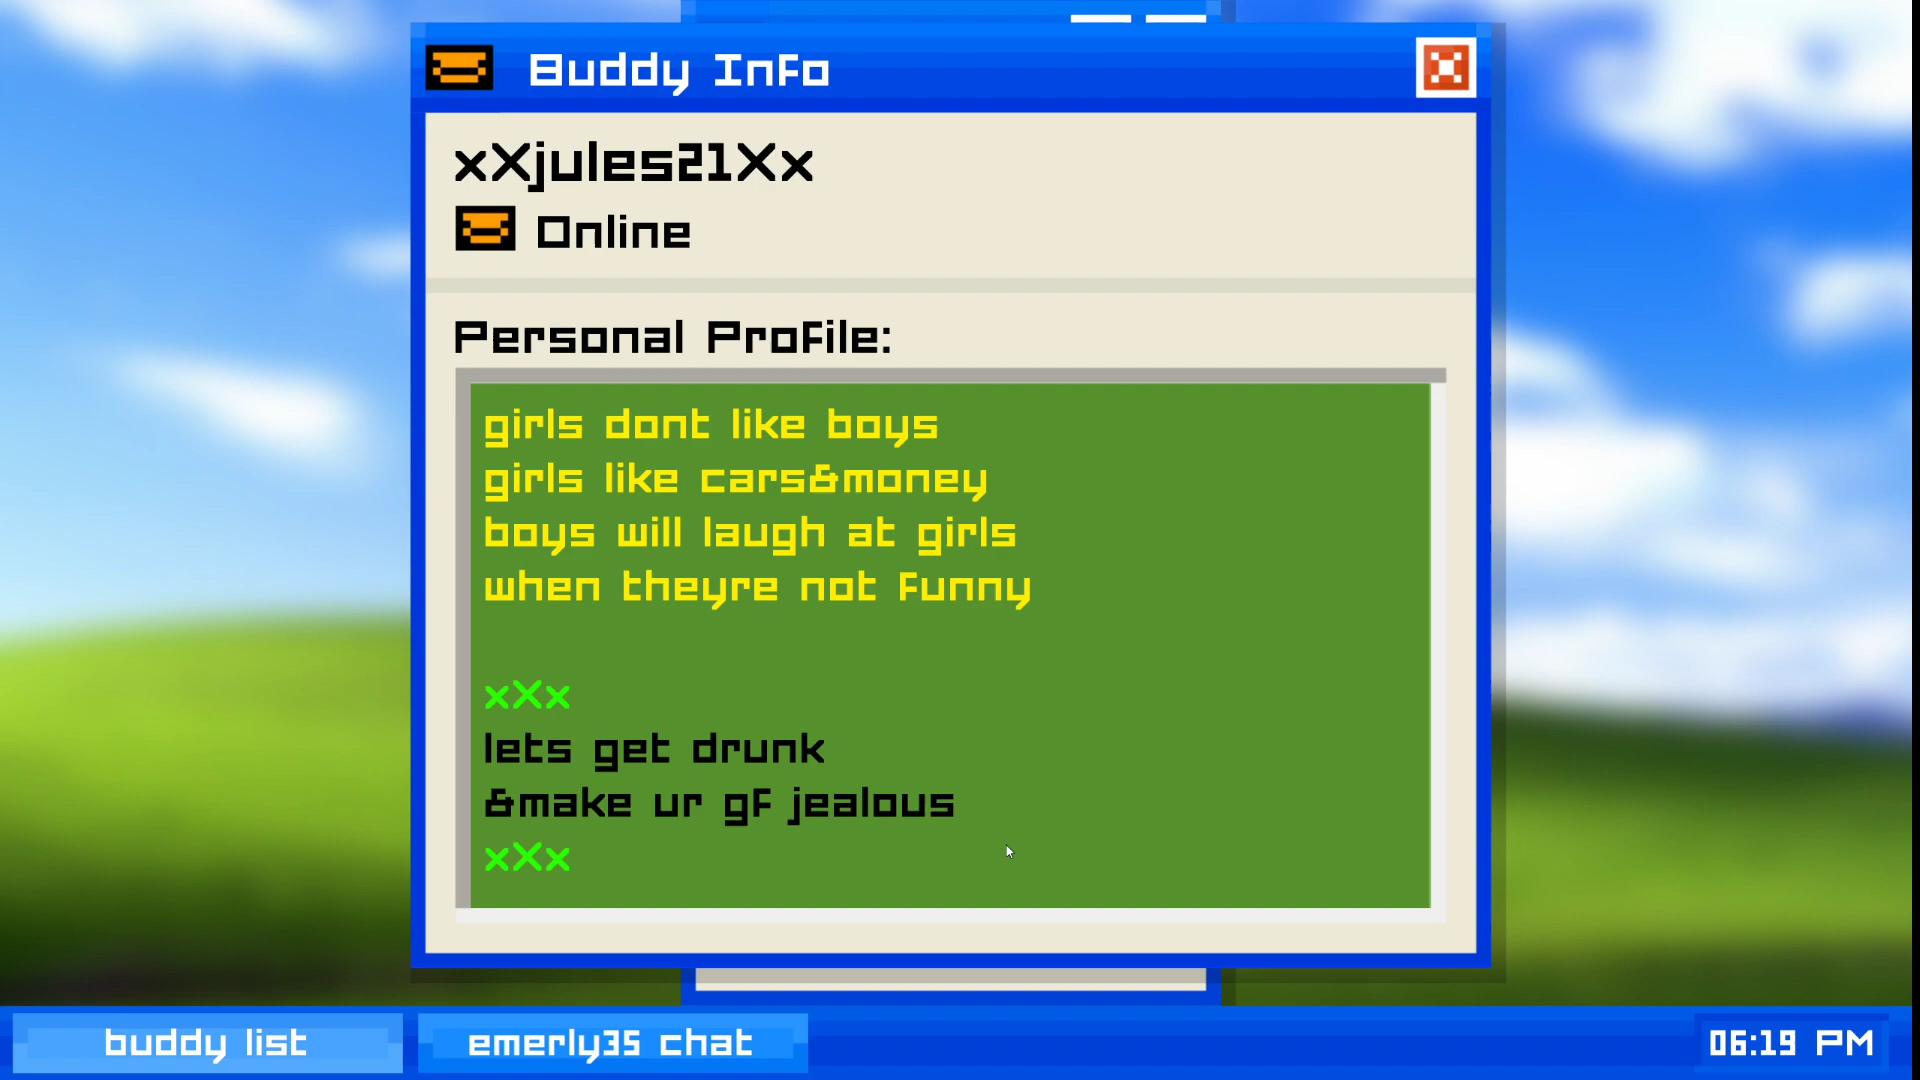 Buddy Info
xXjules21Xx
Online
Personal Profile:
girls dont like boys
girls like cars&money
boys will laugh at girls
when theyre not funny
xXx
lets get drunk
&make ur gf jealous
xXx
buddy list
emerly35 chat
06:19 PM